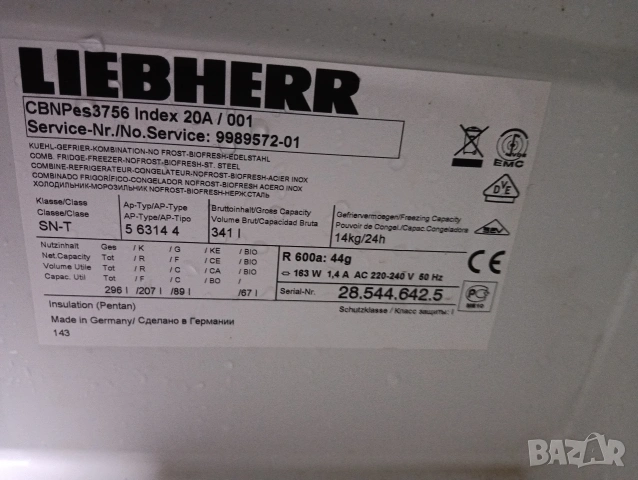 LIEBHERR
CBNPes3756 Index 20A / 001
Service-Nr./No.Service: 9989572-01
KUEHL-GEFRIER-KOMBINATION-NO FROST-BIOFRESH-EDELSTAHL
COMB. FRIDGE-FREEZER-NOFROST-BIOFRESH-ST. STEEL
COMBINE-REFRIGERATEUR-CONGELATEUR-NOFROST-BIOFRESH-ACIER INOX
COMBINADO FRIGORÍFICO-CONGELADOR NOFROST-BIOFRESH ACERO INOX
ХОЛОДИЛЬНИК-МОРОЗИЛЬНИК NOFROST-BIOFRESH-НЕРЖ.СТАЛЬ
EMC
DVE
Klasse/Class
Classe/Clase
SN-T
Ap-Typ/AP-Type
AP-Type/AP-Tipo
5 6314 4
Bruttoinhalt/Gross Capacity
Volume Brut/Capacidad Bruta
341 l
Gefriervermoegen/Freezing Capacity
Pouvoir de Congel./Capac.Congeladora
14kg/24h
SEV
Nutzinhalt Ges / K / G / KE / BIO
Net.Capacity Tot / R / F / CE / BIO
Volume Utile Tot / R / C / CA / BIO
Capac. Util Tot / F / C / BO /
296 l /207 l /89 l /67 l
R 600a: 44g
163 W 1,4 A AC 220-240 V 50 Hz
CE
Serial-Nr. 28.544.642.5
Insulation (Pentan)
Schutzklasse / Класс защиты: I
Made in Germany/ Сделано в Германии
143
BAZAR